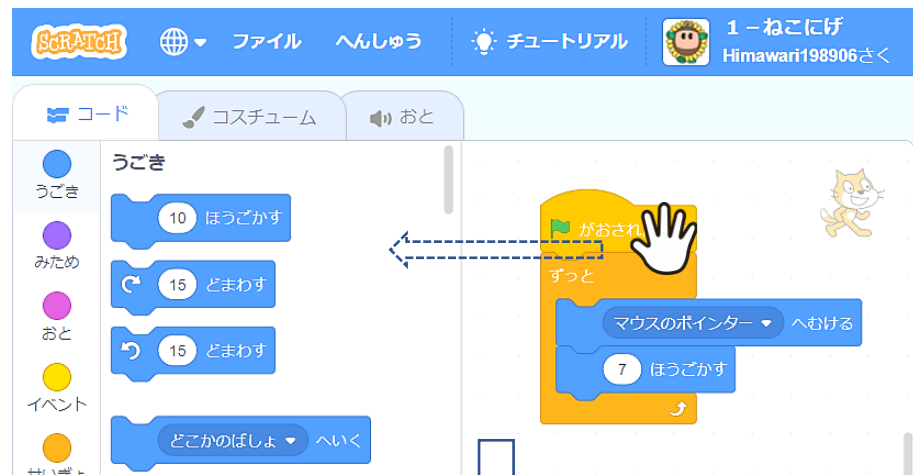 SCRATCH
ファイル
へんしゅう
チュートリアル
1 − ねこにげ
Himawari198906さく
コード
コスチューム
おと
うごき
みため
おと
イベント
うごき
10 ほうごかす
15 どまわす
15 どまわす
どこかのばしょ へいく
がおされ
ずっと
マウスのポインター へむける
7 ほうごかす